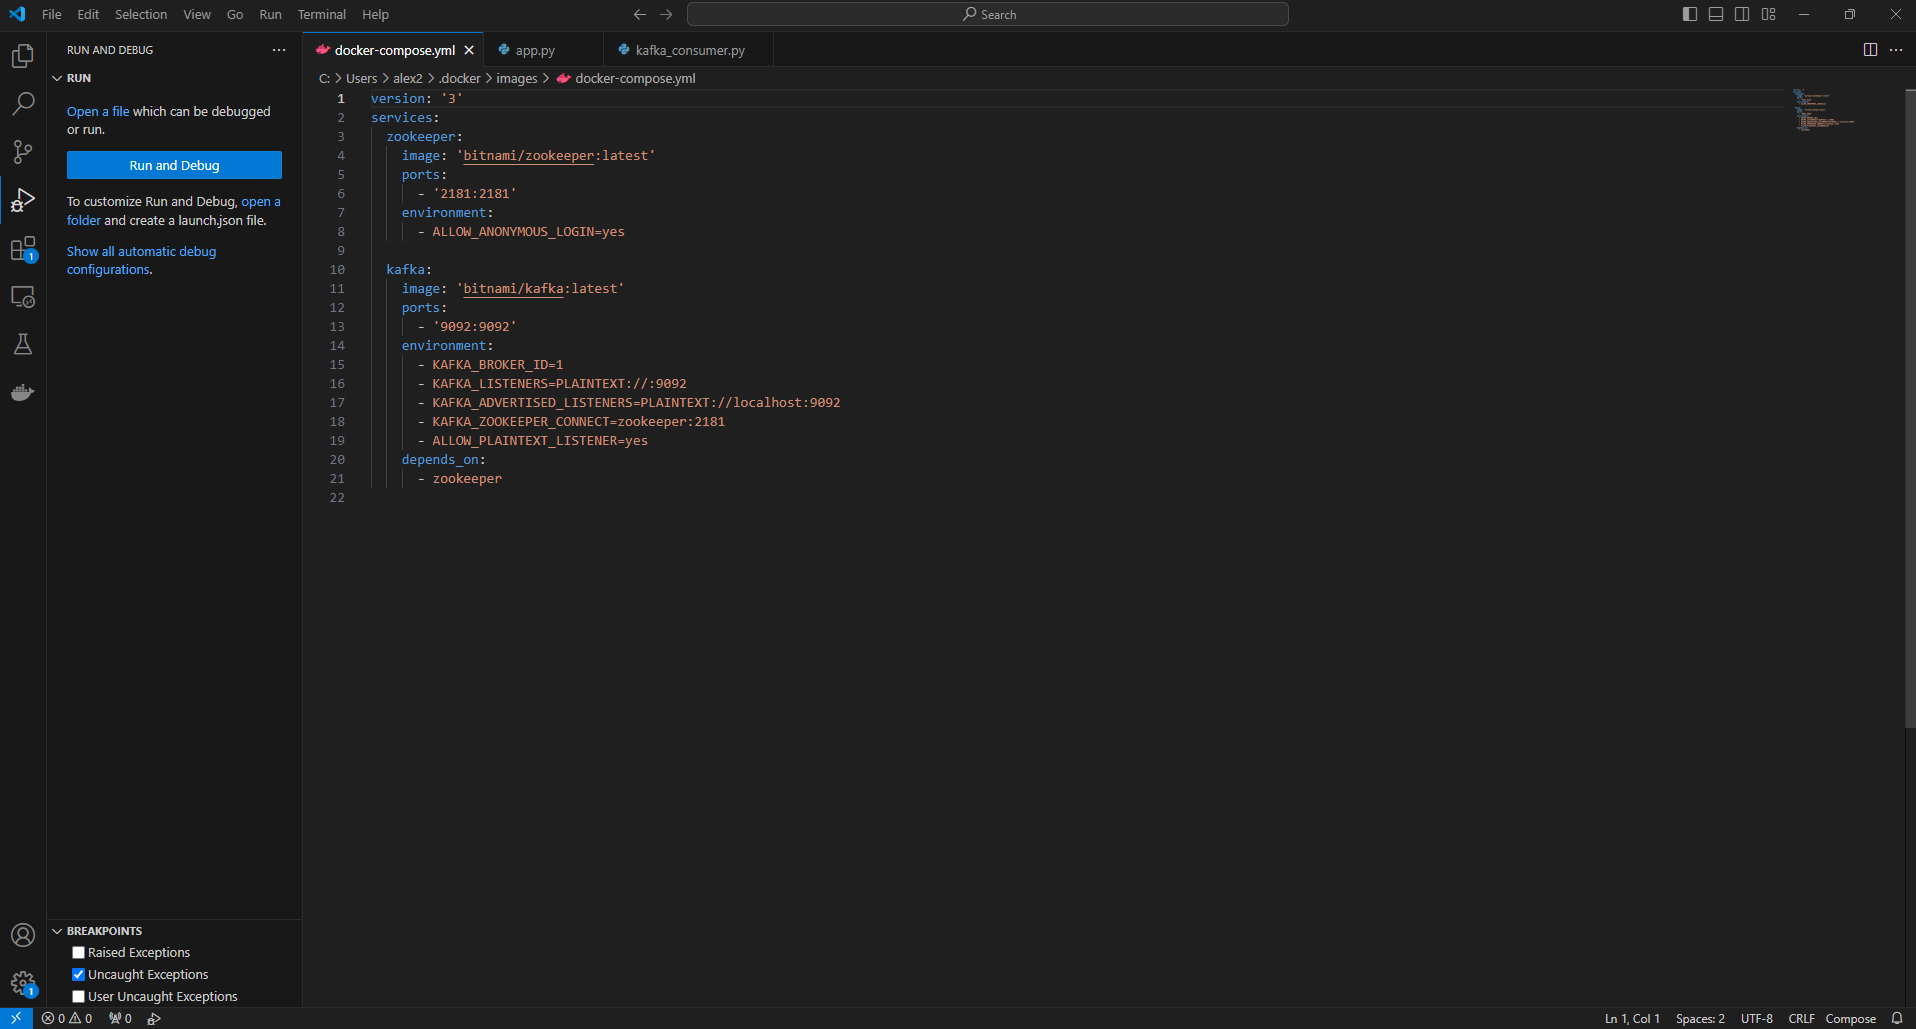 File Edit Selection View Go Run Terminal Help
Search
RUN AND DEBUG
RUN
Open a file which can be debugged
or run.
Run and Debug
To customize Run and Debug, open a
folder and create a launch.json file.
Show all automatic debug
configurations.
docker-compose.yml
app.py
kafka_consumer.py
C: > Users > alex2 > .docker > images > docker-compose.yml
1 version: '3'
2 services:
3 zookeeper:
4 image: 'bitnami/zookeeper:latest'
5 ports:
6 - '2181:2181'
7 environment:
8 - ALLOW_ANONYMOUS_LOGIN=yes
9
10 kafka:
11 image: 'bitnami/kafka:latest'
12 ports:
13 - '9092:9092'
14 environment:
15 - KAFKA_BROKER_ID=1
16 - KAFKA_LISTENERS=PLAINTEXT://:9092
17 - KAFKA_ADVERTISED_LISTENERS=PLAINTEXT://localhost:9092
18 - KAFKA_ZOOKEEPER_CONNECT=zookeeper:2181
19 - ALLOW_PLAINTEXT_LISTENER=yes
20 depends_on:
21 - zookeeper
22
1
BREAKPOINTS
Raised Exceptions
Uncaught Exceptions
User Uncaught Exceptions
1
0 0 0
Ln 1, Col 1 Spaces: 2 UTF-8 CRLF Compose